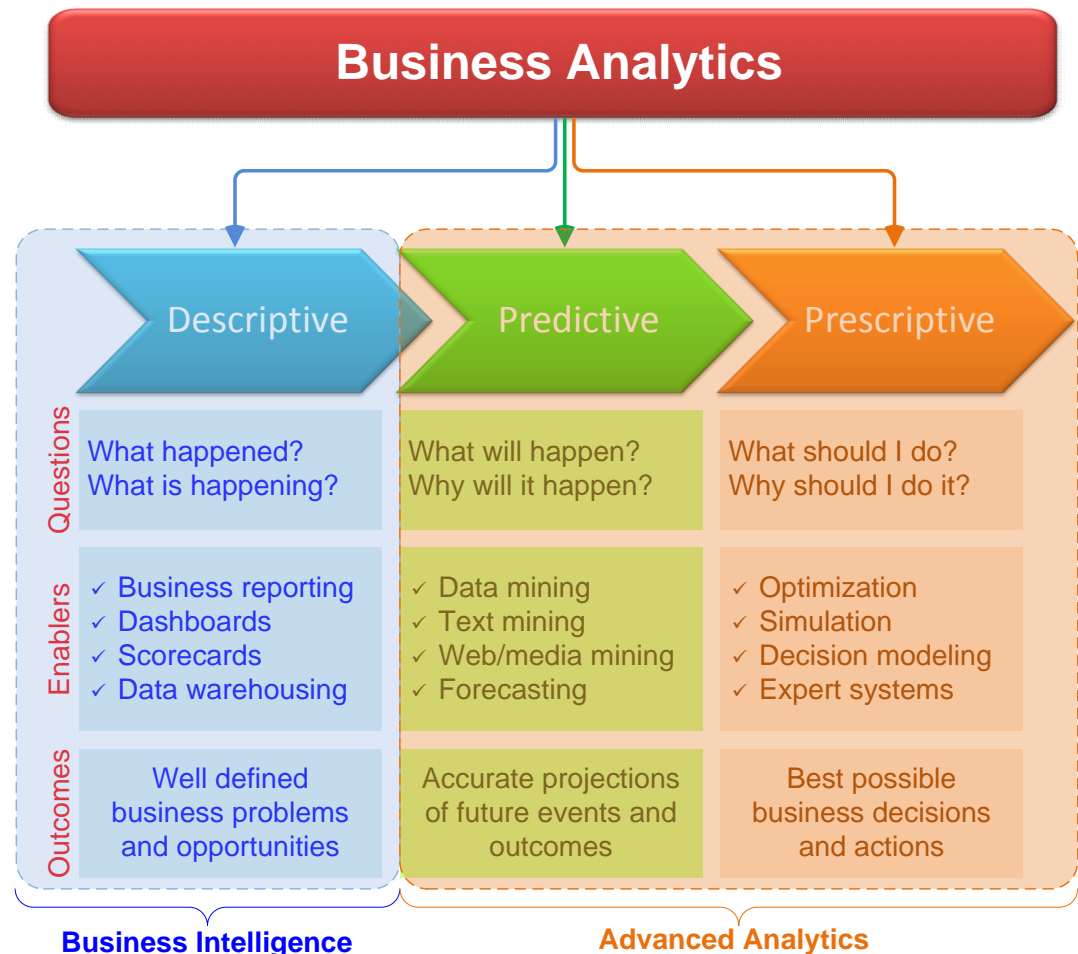 Business Analytics
Descriptive
Predictive
Prescriptive
Questions
What happened?
What is happening?
What will happen?
Why will it happen?
What should I do?
Why should I do it?
Enablers
✓ Business reporting
✓ Dashboards
✓ Scorecards
✓ Data warehousing
✓ Data mining
✓ Text mining
✓ Web/media mining
✓ Forecasting
✓ Optimization
✓ Simulation
✓ Decision modeling
✓ Expert systems
Outcomes
Well defined
business problems
and opportunities
Accurate projections
of future events and
outcomes
Best possible
business decisions
and actions
Business Intelligence
Advanced Analytics